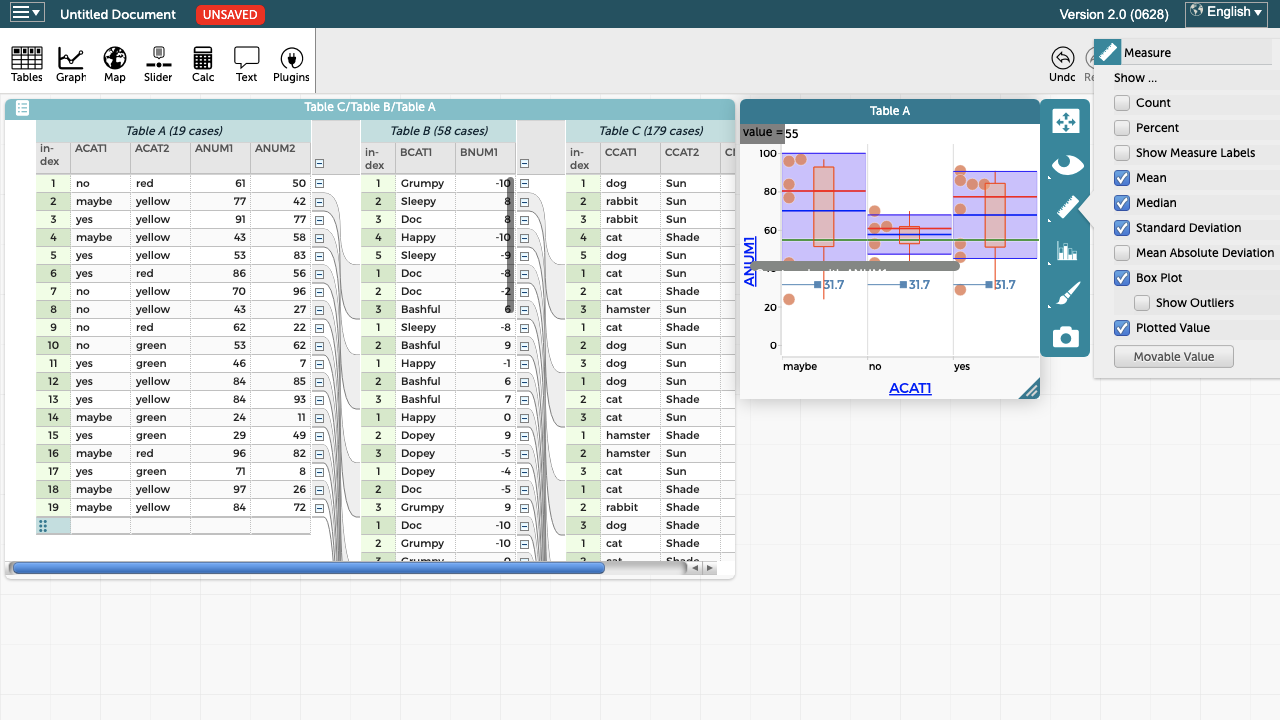 Untitled Document UNSAVED Version 2.0 (0628) English
Tables Graph Map Slider Calc Text Plugins
Table C/Table B/Table A
Table A (19 cases) Table B (58 cases) Table C (179 cases)
in-dex ACAT1 ACAT2 ANUM1 ANUM2 in-dex BCAT1 BNUM1 in-dex CCAT1 CCAT2
1 no red 61 50 1 Grumpy -10 1 dog Sun
2 maybe yellow 77 42 2 Sleepy 8 2 rabbit Sun
3 yes yellow 91 77 3 Doc 8 3 rabbit Sun
4 maybe yellow 43 58 4 Happy -10 4 cat Shade
5 yes yellow 53 83 5 Sleepy -9 5 dog Sun
6 yes red 86 56 1 Doc -8 1 cat Sun
7 no yellow 70 96 2 Doc -2 2 cat Shade
8 no yellow 43 27 3 Bashful 6 3 hamster Sun
9 no red 62 22 1 Sleepy -8 1 cat Shade
10 no green 53 62 2 Bashful 9 2 dog Sun
11 yes green 46 7 1 Happy -1 3 dog Sun
12 yes yellow 84 85 2 Bashful 6 1 dog Sun
13 yes yellow 84 93 3 Bashful 7 2 cat Shade
14 maybe green 24 11 1 Happy 0 3 cat Sun
15 yes green 29 49 2 Dopey 9 1 hamster Shade
16 maybe red 96 82 3 Dopey -5 2 hamster Sun
17 yes green 71 8 1 Dopey -4 3 cat Sun
18 maybe yellow 97 26 2 Doc -5 1 cat Shade
19 maybe yellow 84 72 3 Grumpy 9 2 rabbit Shade
1 Doc -10 3 dog Shade
2 Grumpy -10 1 cat Shade
Table A
value = 55
100
80
60
20
0
ANUM1
31.7 31.7 31.7
maybe no yes
ACAT1
Measure
Show ...
Count
Percent
Show Measure Labels
Mean
Median
Standard Deviation
Mean Absolute Deviation
Box Plot
Show Outliers
Plotted Value
Movable Value